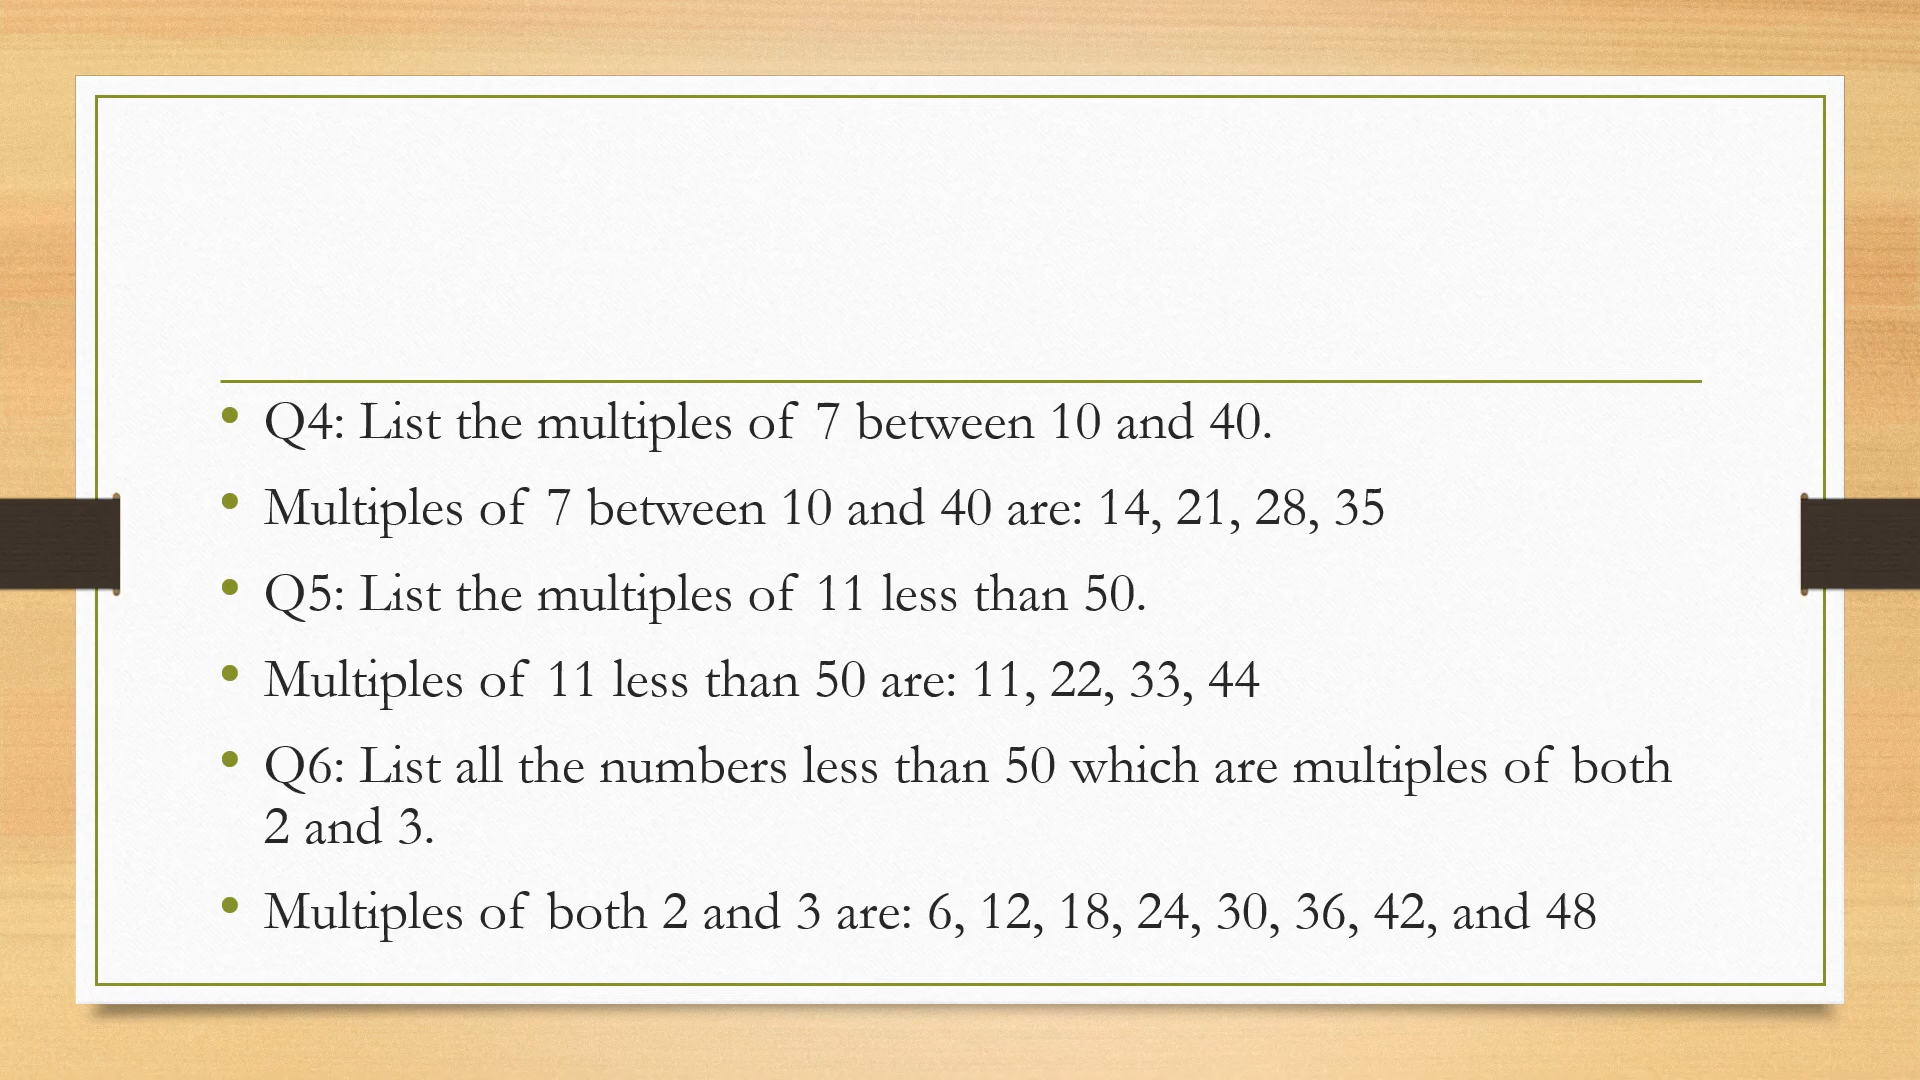 • Q4: List the multiples of 7 between 10 and 40.
• Multiples of 7 between 10 and 40 are: 14, 21, 28, 35
• Q5: List the multiples of 11 less than 50.
• Multiples of 11 less than 50 are: 11, 22, 33, 44
• Q6: List all the numbers less than 50 which are multiples of both
2 and 3.
• Multiples of both 2 and 3 are: 6, 12, 18, 24, 30, 36, 42, and 48